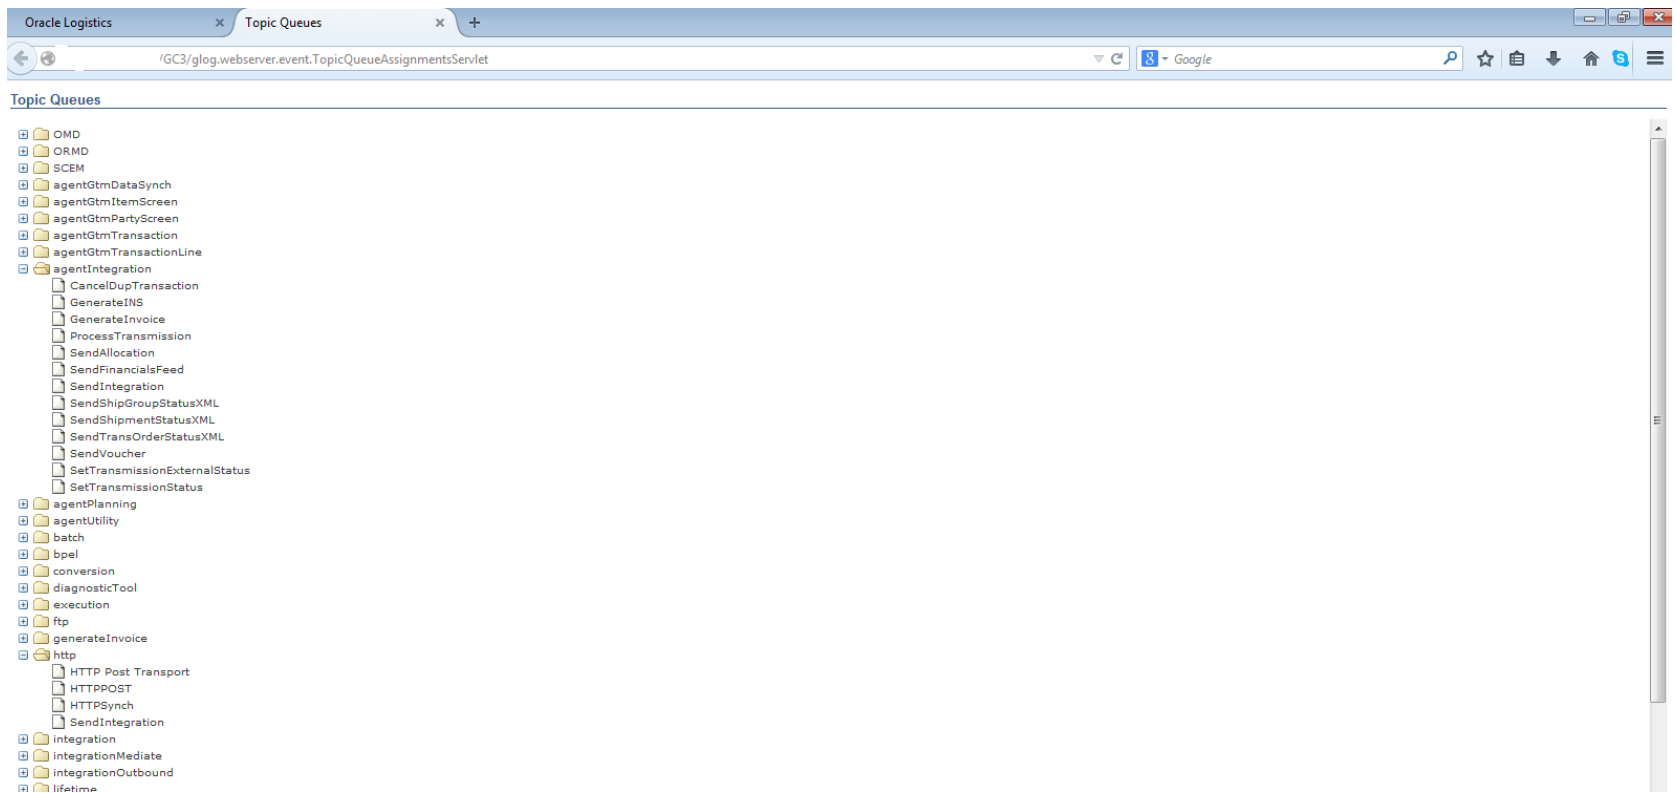 Oracle Logistics
Topic Queues
/GC3/glog.webserver.event.TopicQueueAssignmentsServlet
Google
Topic Queues
OMD
ORMD
SCEM
agentGtmDataSynch
agentGtmItemScreen
agentGtmPartyScreen
agentGtmTransaction
agentGtmTransactionLine
agentIntegration
CancelDupTransaction
GenerateINS
GenerateInvoice
ProcessTransmission
SendAllocation
SendFinancialsFeed
SendIntegration
SendShipGroupStatusXML
SendShipmentStatusXML
SendTransOrderStatusXML
SendVoucher
SetTransmissionExternalStatus
SetTransmissionStatus
agentPlanning
agentUtility
batch
bpel
conversion
diagnosticTool
execution
ftp
generateInvoice
http
HTTP Post Transport
HTTPPOST
HTTPSynch
SendIntegration
integration
integrationMediate
integrationOutbound
lifetime